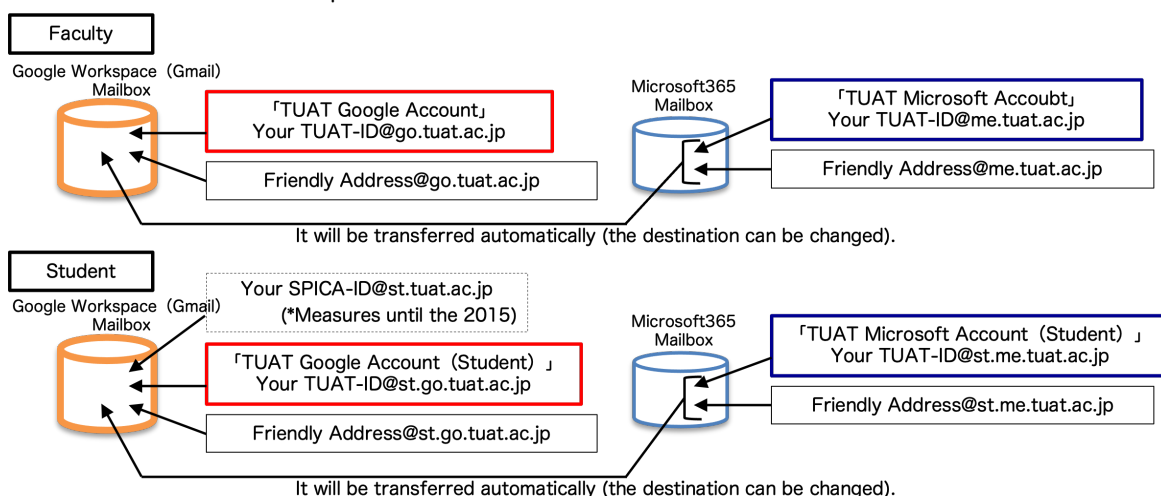 Faculty
Google Workspace（Gmail）
Mailbox
「TUAT Google Account」
Your TUAT-ID@go.tuat.ac.jp
Friendly Address@go.tuat.ac.jp
Microsoft365
Mailbox
「TUAT Microsoft Accoubt」
Your TUAT-ID@me.tuat.ac.jp
Friendly Address@me.tuat.ac.jp
It will be transferred automatically (the destination can be changed).
Student
Google Workspace（Gmail）
Mailbox
Your SPICA-ID@st.tuat.ac.jp
(*Measures until the 2015)
「TUAT Google Account（Student）」
Your TUAT-ID@st.go.tuat.ac.jp
Friendly Address@st.go.tuat.ac.jp
Microsoft365
Mailbox
「TUAT Microsoft Account（Student）」
Your TUAT-ID@st.me.tuat.ac.jp
Friendly Address@st.me.tuat.ac.jp
It will be transferred automatically (the destination can be changed).